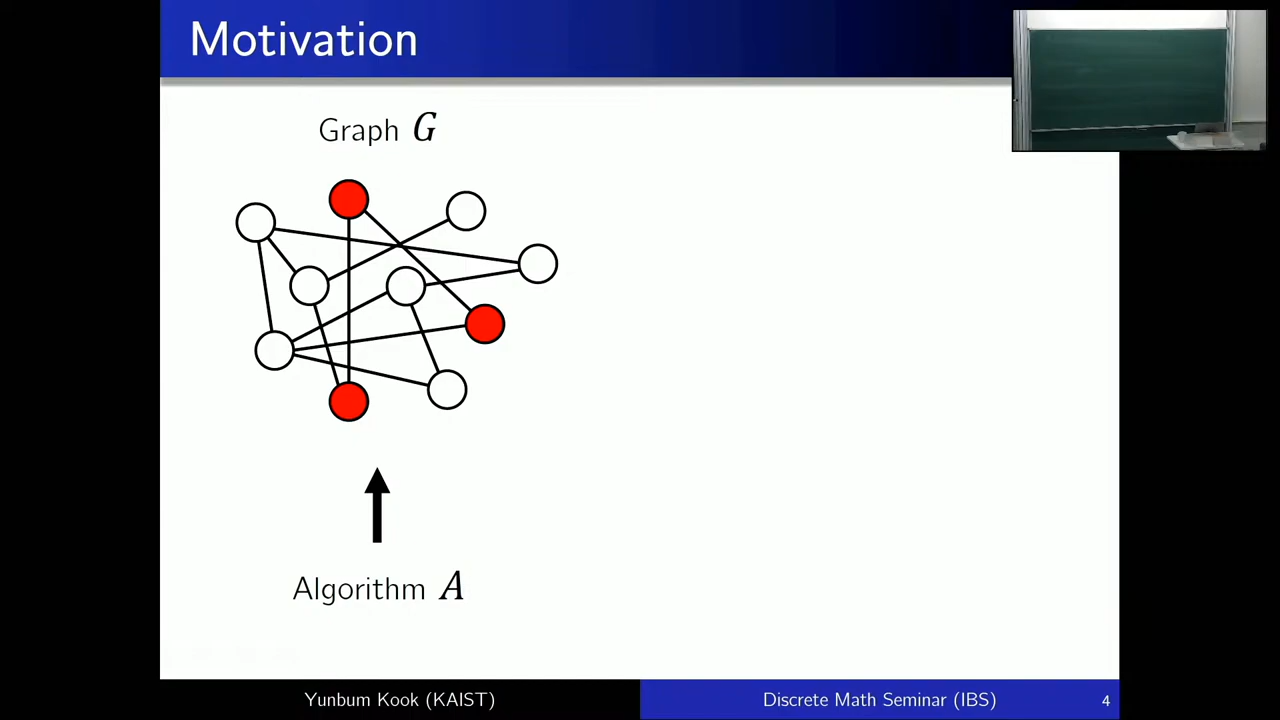 Motivation
Graph G
Algorithm A
Yunbum Kook (KAIST)
Discrete Math Seminar (IBS)
4